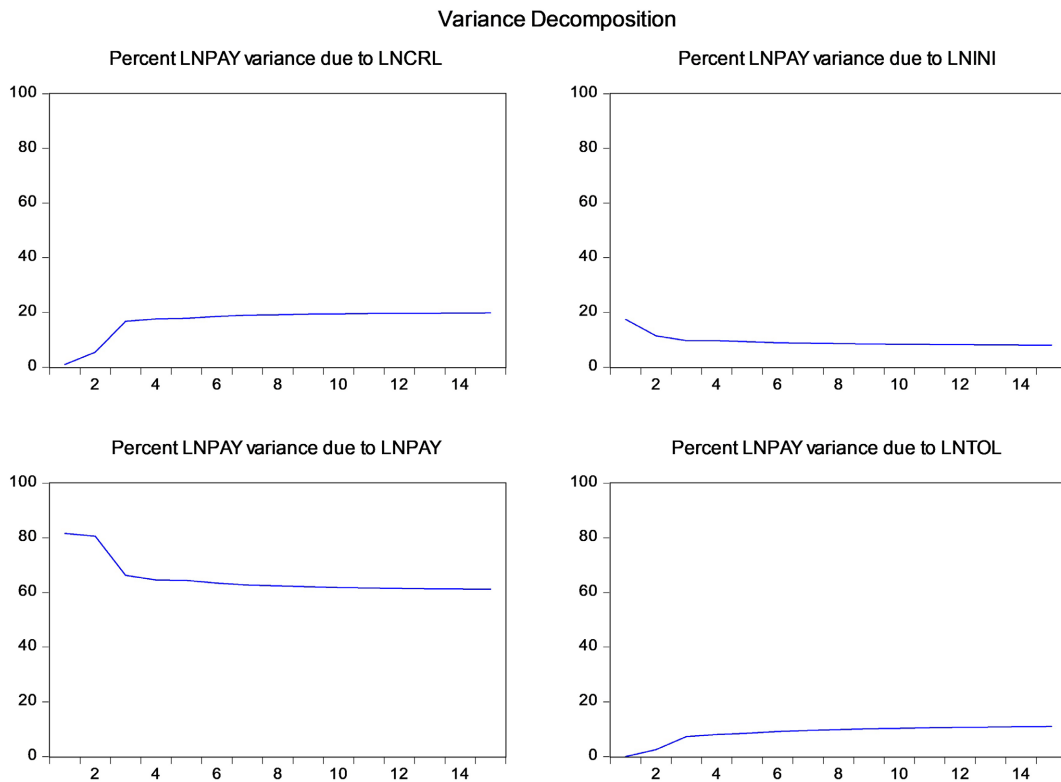 Variance Decomposition
Percent LNPAY variance due to LNCRL
100
80
60
40
20
0
2 4 6 8 10 12 14
Percent LNPAY variance due to LNINI
100
80
60
40
20
0
2 4 6 8 10 12 14
Percent LNPAY variance due to LNPAY
100
80
60
40
20
0
2 4 6 8 10 12 14
Percent LNPAY variance due to LNTOL
100
80
60
40
20
0
2 4 6 8 10 12 14